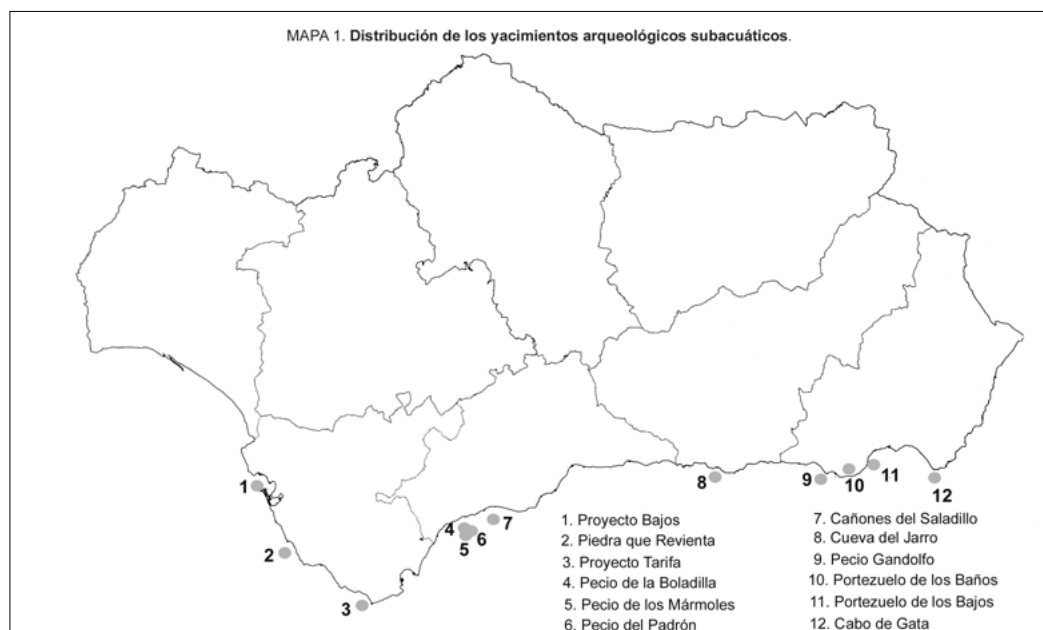 MAPA 1. Distribución de los yacimientos arqueológicos subacuáticos.
1
2
3
4
5
6
7
8
9
10
11
12
1. Proyecto Bajos
2. Piedra que Revienta
3. Proyecto Tarifa
4. Pecio de la Boladilla
5. Pecio de los Mármoles
6. Pecio del Padrón
7. Cañones del Saladillo
8. Cueva del Jarro
9. Pecio Gandolfo
10. Portezuelo de los Baños
11. Portezuelo de los Bajos
12. Cabo de Gata